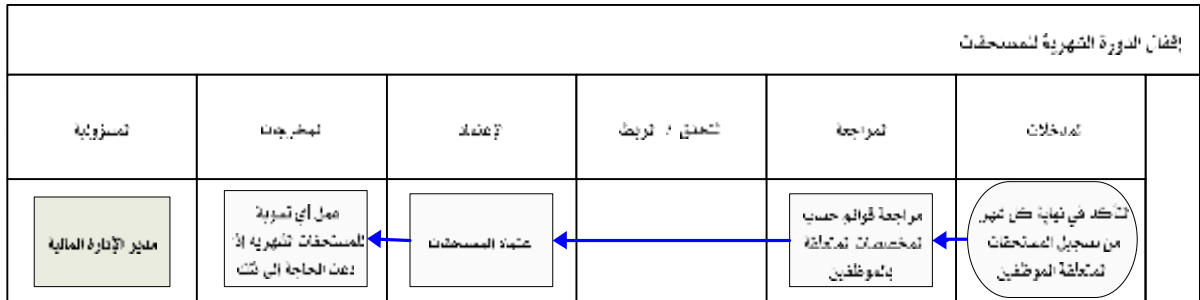 إقفال الدورة الشهرية للمستحقات
المدخلات
المراجعة
التحقق / الربط
الإعتماد
المخرجات
المسؤولية
التأكد في نهاية كل شهر
من تسجيل المستحقات
المتعلقة الموظفين
مراجعة قوائم حسب
المخصصات المتعلقة
بالموظفين
عتماد المستحقات
عمل أي تسوية
للمستحقات الشهرية إذا
دعت الحاجة إلى ذلك
مدير الإدارة المالية